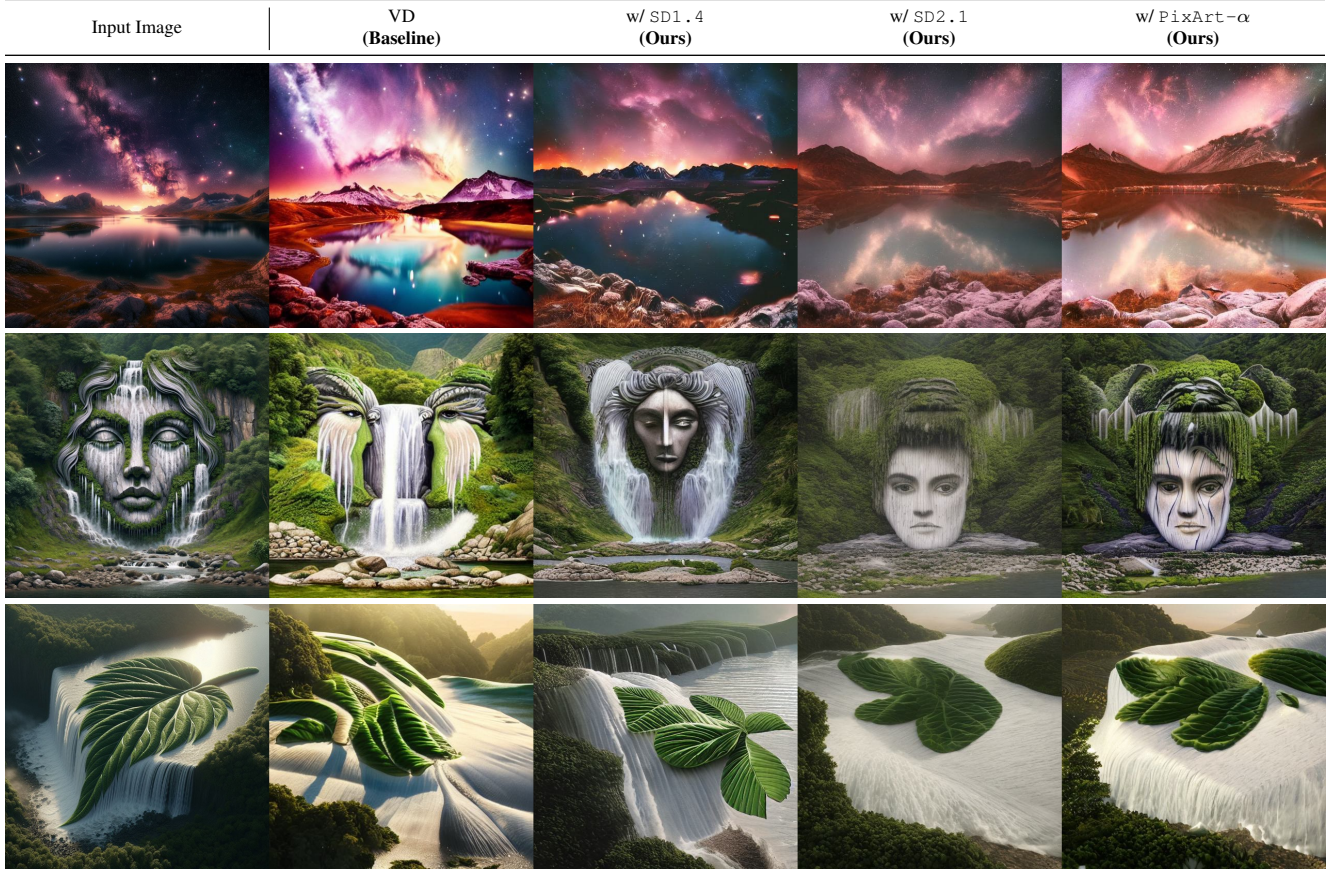 Input Image
VD
(Baseline)
w/ SD1.4
(Ours)
w/ SD2.1
(Ours)
w/ PixArt-α
(Ours)